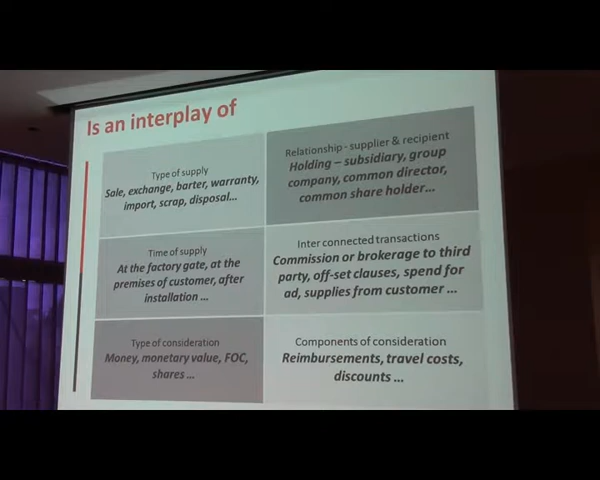 Is an interplay of
Type of supply
Sale, exchange, barter, warranty,
import, scrap, disposal...
Relationship - supplier & recipient
Holding – subsidiary, group
company, common director,
common share holder...
Time of supply
At the factory gate, at the
premises of customer, after
installation ...
Inter connected transactions
Commission or brokerage to third
party, off-set clauses, spend for
ad, supplies from customer ...
Type of consideration
Money, monetary value, FOC,
shares ...
Components of consideration
Reimbursements, travel costs,
discounts ...